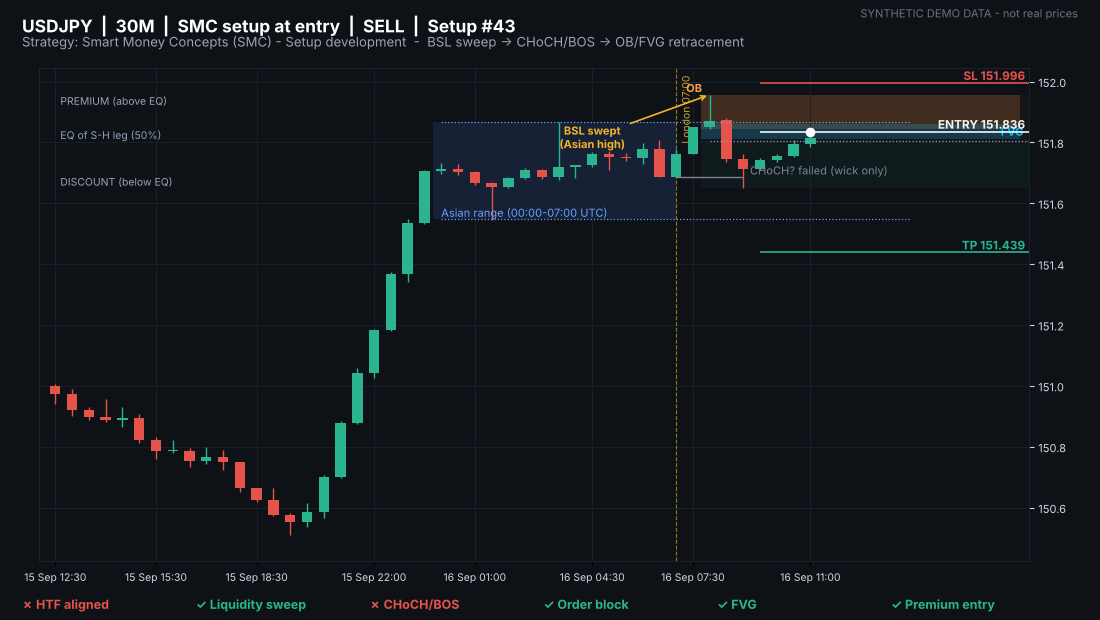 SYNTHETIC DEMO DATA - not real prices
USDJPY | 30M | SMC setup at entry | SELL | Setup #43
Strategy: Smart Money Concepts (SMC) - Setup development - BSL sweep → CHoCH/BOS → OB/FVG retracement
SL 151.996
152.0
OB
PREMIUM (above EQ)
London 07:00
ENTRY 151.836
FVG
BSL swept
(Asian high)
EQ of S-H leg (50%)
151.8
CHoCH? failed (wick only)
DISCOUNT (below EQ)
151.6
Asian range (00:00-07:00 UTC)
TP 151.439
151.4
151.2
151.0
150.8
150.6
15 Sep 12:30 15 Sep 15:30 15 Sep 18:30 15 Sep 22:00 16 Sep 01:00 16 Sep 04:30 16 Sep 07:30 16 Sep 11:00
× HTF aligned ✓ Liquidity sweep × CHoCH/BOS ✓ Order block ✓ FVG ✓ Premium entry